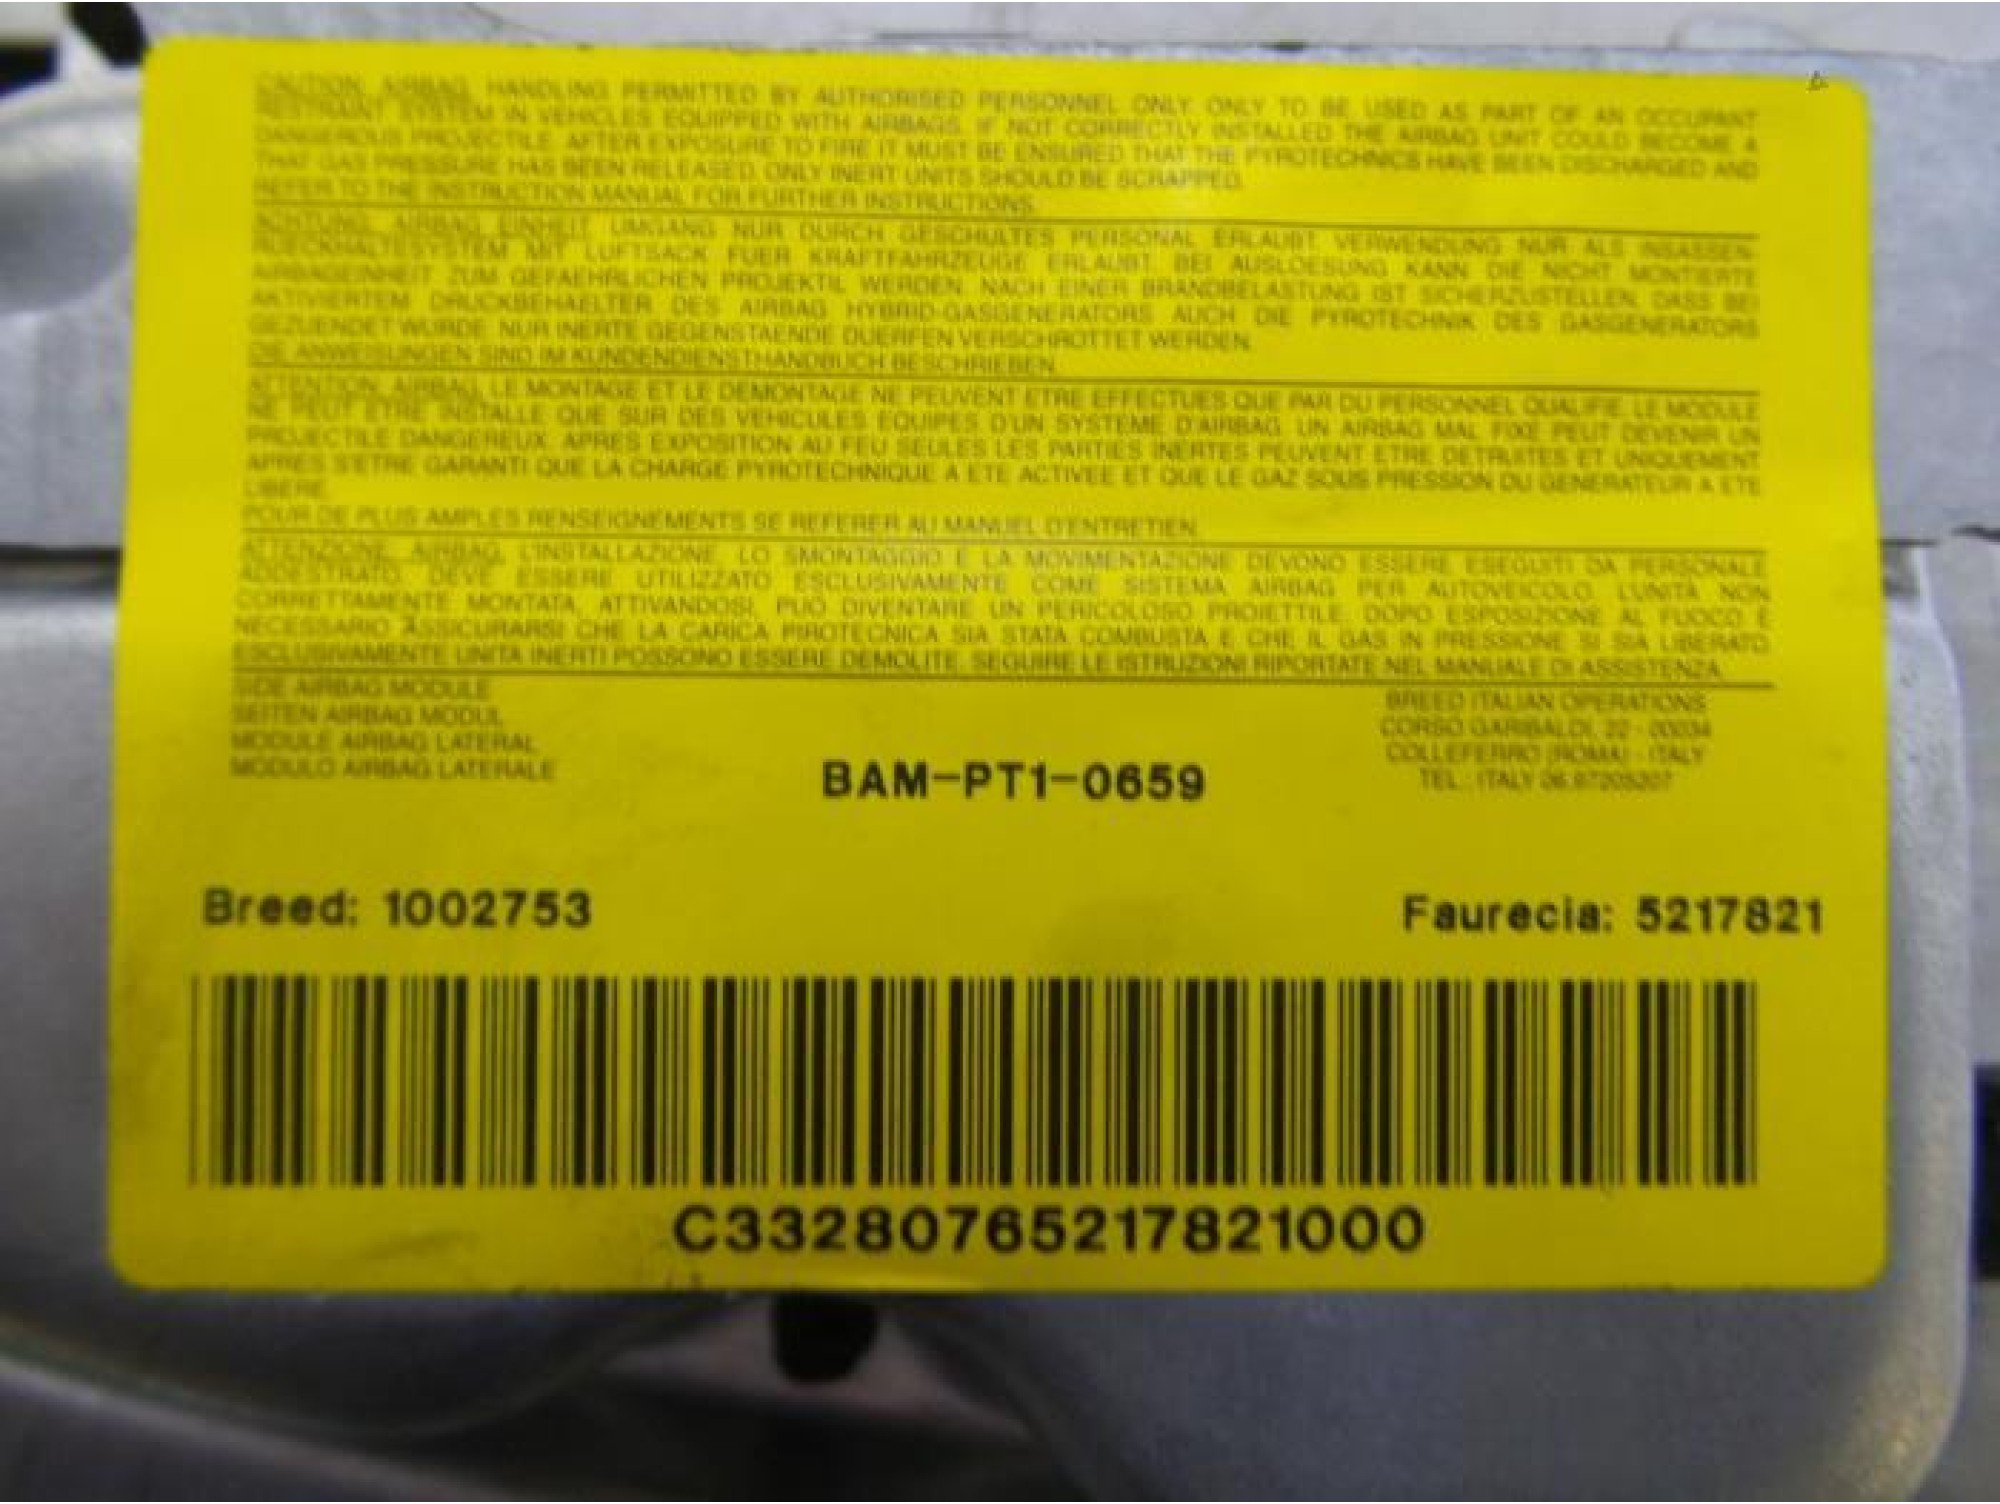 CAUTION, AIRBAG, HANDLING PERMITTED BY AUTHORISED PERSONNEL ONLY. ONLY TO BE USED AS PART OF AN OCCUPANT
RESTRAINT SYSTEM IN VEHICLES EQUIPPED WITH AIRBAGS. IF NOT CORRECTLY INSTALLED THE AIRBAG UNIT COULD BECOME A
DANGEROUS PROJECTILE. AFTER EXPOSURE TO FIRE IT MUST BE ENSURED THAT THE PYROTECHNICS HAVE BEEN DISCHARGED AND
THAT GAS PRESSURE HAS BEEN RELEASED. ONLY INERT UNITS SHOULD BE SCRAPPED.
REFER TO THE INSTRUCTION MANUAL FOR FURTHER INSTRUCTIONS.
ACHTUNG, AIRBAG EINHEIT, UMGANG NUR DURCH GESCHULTES PERSONAL ERLAUBT. VERWENDUNG NUR ALS INSASSEN-
RUECKHALTESYSTEM MIT LUFTSACK FUER KRAFTFAHRZEUGE ERLAUBT. BEI AUSLOESUNG KANN DIE NICHT MONTIERTE
AIRBAGEINHEIT ZUM GEFAEHRLICHEN PROJEKTIL WERDEN. NACH EINER BRANDBELASTUNG IST SICHERZUSTELLEN, DASS BEI
AKTIVIERTEM DRUCKBEHAELTER DES AIRBAG HYBRID-GASGENERATORS AUCH DIE PYROTECHNIK DES GASGENERATORS
GEZUENDET WURDE. NUR INERTE GEGENSTAENDE DUERFEN VERSCHROTTET WERDEN.
DIE ANWEISUNGEN SIND IM KUNDENDIENSTHANDBUCH BESCHRIEBEN.
ATTENTION, AIRBAG, LE MONTAGE ET LE DEMONTAGE NE PEUVENT ETRE EFFECTUES QUE PAR DU PERSONNEL QUALIFIE. LE MODULE
NE PEUT ETRE INSTALLE QUE SUR DES VEHICULES EQUIPES D'UN SYSTEME D'AIRBAG. UN AIRBAG MAL FIXE PEUT DEVENIR UN
PROJECTILE DANGEREUX. APRES EXPOSITION AU FEU SEULES LES PARTIES INERTES PEUVENT ETRE DETRUITES ET UNIQUEMENT
APRES S'ETRE GARANTI QUE LA CHARGE PYROTECHNIQUE A ETE ACTIVEE ET QUE LE GAZ SOUS PRESSION DU GENERATEUR A ETE
LIBERE.
POUR DE PLUS AMPLES RENSEIGNEMENTS SE REFERER AU MANUEL D'ENTRETIEN.
ATTENZIONE, AIRBAG, L'INSTALLAZIONE, LO SMONTAGGIO E LA MOVIMENTAZIONE DEVONO ESSERE ESEGUITI DA PERSONALE
ADDESTRATO. DEVE ESSERE UTILIZZATO ESCLUSIVAMENTE COME SISTEMA AIRBAG PER AUTOVEICOLO. L'UNITÀ NON
CORRETTAMENTE MONTATA, ATTIVANDOSI, PUÒ DIVENTARE UN PERICOLOSO PROIETTILE. DOPO ESPOSIZIONE AL FUOCO È
NECESSARIO ASSICURARSI CHE LA CARICA PIROTECNICA SIA STATA COMBUSTA E CHE IL GAS IN PRESSIONE SI SIA LIBERATO
ESCLUSIVAMENTE UNITÀ INERTI POSSONO ESSERE DEMOLITE. SEGUIRE LE ISTRUZIONI RIPORTATE NEL MANUALE DI ASSISTENZA
SIDE AIRBAG MODULE
SEITEN AIRBAG MODUL
MODULE AIRBAG LATERAL
MODULO AIRBAG LATERALE
BREED ITALIAN OPERATIONS
CORSO GARIBALDI, 22 - 00034
COLLEFERRO (ROMA) - ITALY
TEL.: ITALY 06.97205207
BAM-PT1-0659
Breed: 1002753
Faurecia: 5217821
C33280765217821000